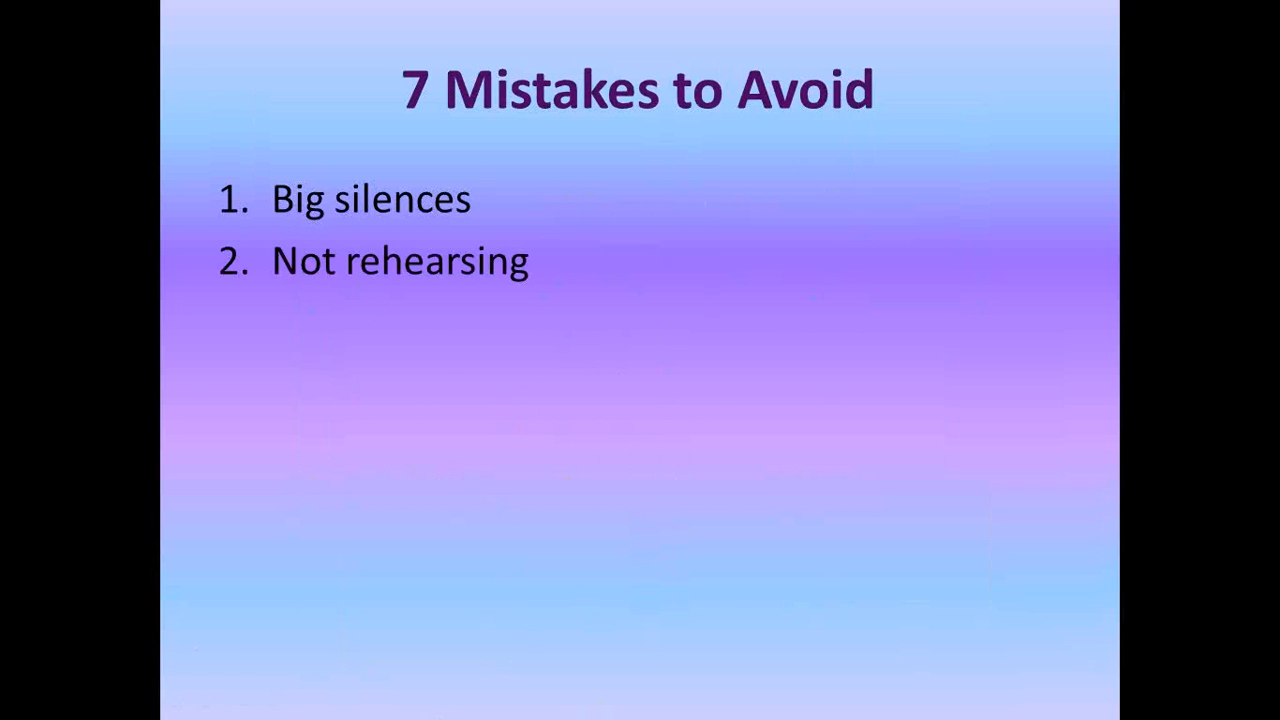 7 Mistakes to Avoid
1. Big silences
2. Not rehearsing